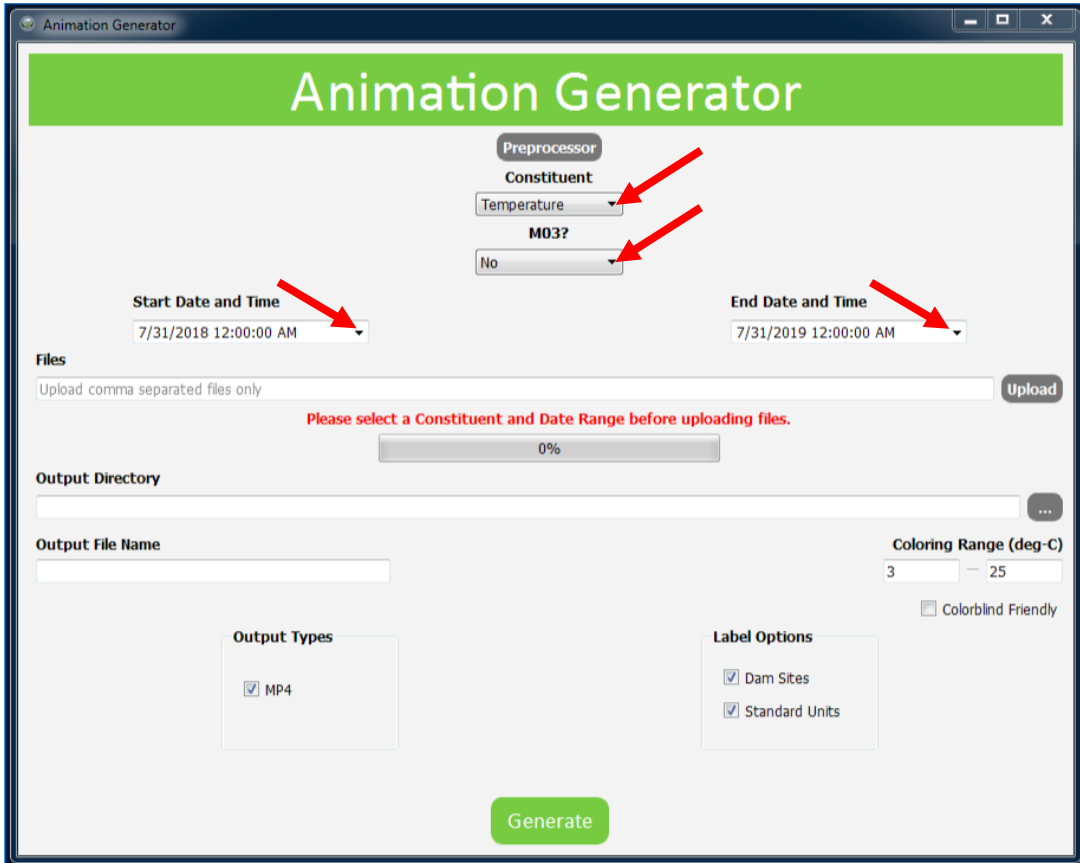 Animation Generator
Animation Generator
Preprocessor
Constituent
Temperature
M03?
No
Start Date and Time End Date and Time
7/31/2018 12:00:00 AM 7/31/2019 12:00:00 AM
Files
Upload comma separated files only Upload
Please select a Constituent and Date Range before uploading files.
0%
Output Directory
...
Output File Name Coloring Range (deg-C)
3 — 25
Colorblind Friendly
Output Types Label Options
MP4 Dam Sites
Standard Units
Generate